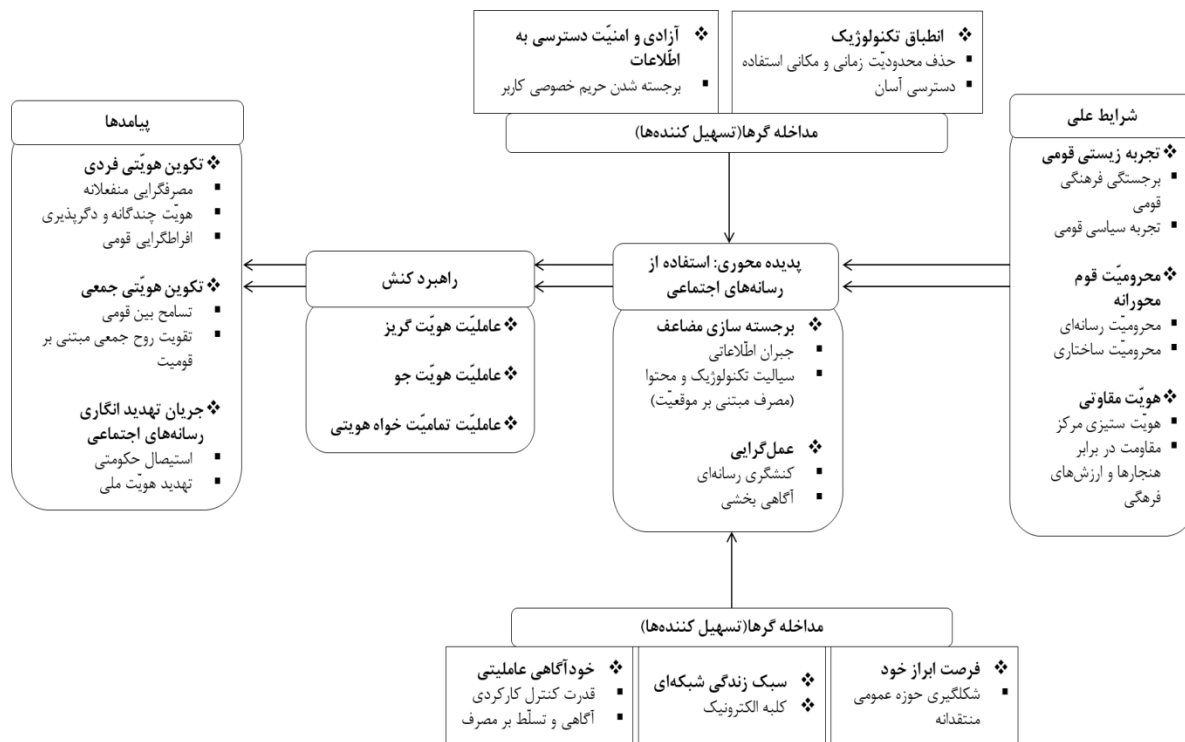 ❖ انطباق تکنولوژیک
▪ حذف محدودیّت زمانی و مکانی استفاده
▪ دسترسی آسان
❖ آزادی و امنیّت دسترسی به
اطّلاعات
▪ برجسته شدن حریم خصوصی کاربر
مداخله گرها(تسهیل کننده‌ها)
شرایط علی
❖ تجربه زیستی قومی
▪ برجستگی فرهنگی
قومی
▪ تجربه سیاسی قومی
❖ محرومیّت قوم
محورانه
▪ محرومیّت رسانه‌ای
▪ محرومیّت ساختاری
❖ هویّت مقاوتی
▪ هویّت ستیزی مرکز
▪ مقاومت در برابر
هنجارها و ارزش‌های
فرهگی
پدیده محوری: استفاده از
رسانه‌های اجتماعی
❖ برجسته سازی مضاعف
▪ جبران اطّلاعاتی
▪ سیالیت تکنولوژیک و محتوا
(مصرف مبتنی بر موقعیّت)
❖ عمل‌گرایی
▪ کنشگری رسانه‌ای
▪ آگاهی بخشی
راهبرد کنش
❖ عاملیّت هویّت گریز
❖ عاملیّت هویّت جو
❖ عاملیّت تمامیّت خواه هویتی
پیامدها
❖ تکوین هویّتی فردی
▪ مصرفگرایی منفعلانه
▪ هویّت چندگانه و دگرپذیری
▪ افراطگرایی قومی
❖ تکوین هویّتی جمعی
▪ تسامح بین قومی
▪ تقویت روح جمعی مبتنی بر
قومیت
❖ جریان تهدید انگاری
رسانه‌های اجتماعی
▪ استیصال حکومتی
▪ تهدید هویّت ملی
مداخله گرها(تسهیل کننده‌ها)
❖ فرصت ابراز خود
▪ شکلگیری حوزه عمومی
منتقدانه
❖ سبک زندگی شبکه‌ای
❖ کلبه الکترونیک
❖ خودآگاهی عاملیتی
▪ قدرت کنترل کارکردی
▪ آگاهی و تسلّط بر مصرف